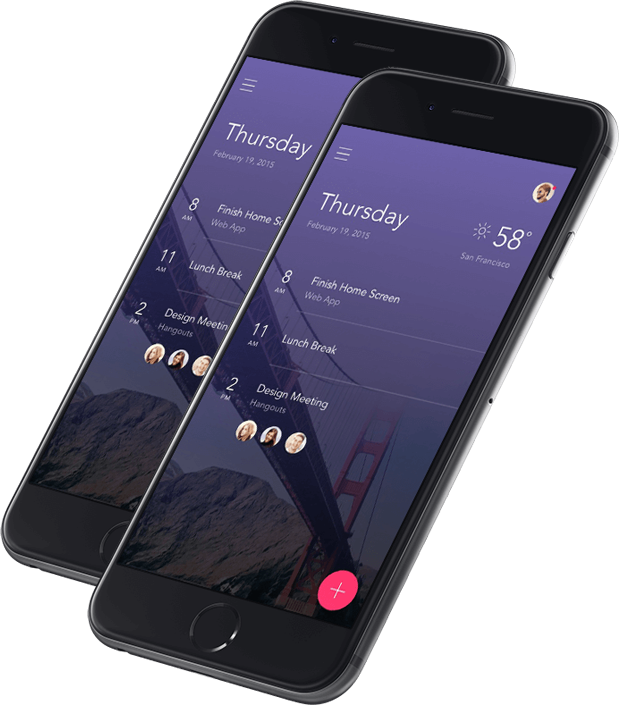 Thursday
February 19, 2015
8
AM
Finish Home Sc
Web App
11
AM
Lunch Break
2
PM
Design Meetin
Hangouts
Thursday
February 19, 2015
58°
San Francisco
8
AM
Finish Home Screen
Web App
11
AM
Lunch Break
2
PM
Design Meeting
Hangouts